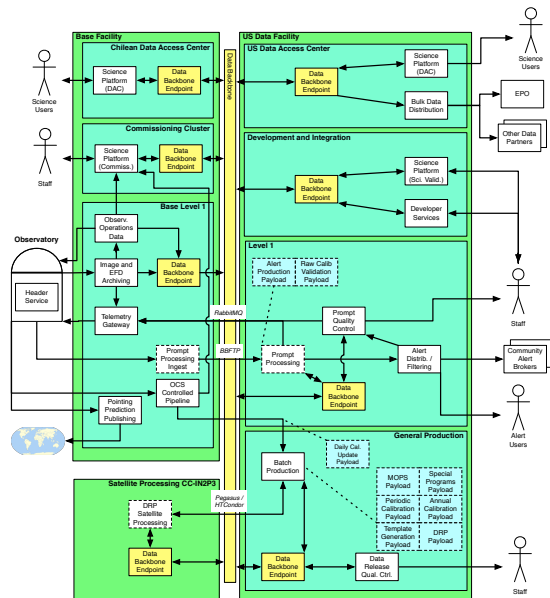 Base Facility
US Data Facility
Chilean Data Access Center
US Data Access Center
Science
Users
Science
Platform
(DAC)
Data
Backbone
Endpoint
Data Backbone
Data
Backbone
Endpoint
Science
Platform
(DAC)
Bulk Data
Distribution
Science
Users
EPO
Other Data
Partners
Commissioning Cluster
Staff
Science
Platform
(Commiss.)
Data
Backbone
Endpoint
Development and Integration
Data
Backbone
Endpoint
Science
Platform
(Sci. Valid.)
Developer
Services
Base Level 1
Observ.
Operations
Data
Image and
EFD
Archiving
Data
Backbone
Endpoint
Telemetry
Gateway
Prompt
Processing
Ingest
OCS
Controlled
Pipeline
Pointing
Prediction
Publishing
Observatory
Header
Service
RabbitMQ
BBFTP
Level 1
Alert
Production
Payload
Raw Calib
Validation
Payload
Prompt
Quality
Control
Prompt
Processing
Alert
Distrib. /
Filtering
Data
Backbone
Endpoint
Staff
Community
Alert
Brokers
Alert
Users
General Production
Daily Cal.
Update
Payload
Batch
Production
MOPS
Payload
Special
Programs
Payload
Periodic
Calibration
Payload
Annual
Calibration
Payload
Template
Generation
Payload
DRP
Payload
Data
Backbone
Endpoint
Data
Release
Qual. Ctrl.
Staff
Satellite Processing CC-IN2P3
Pegasus /
HTCondor
DRP
Satellite
Processing
Data
Backbone
Endpoint